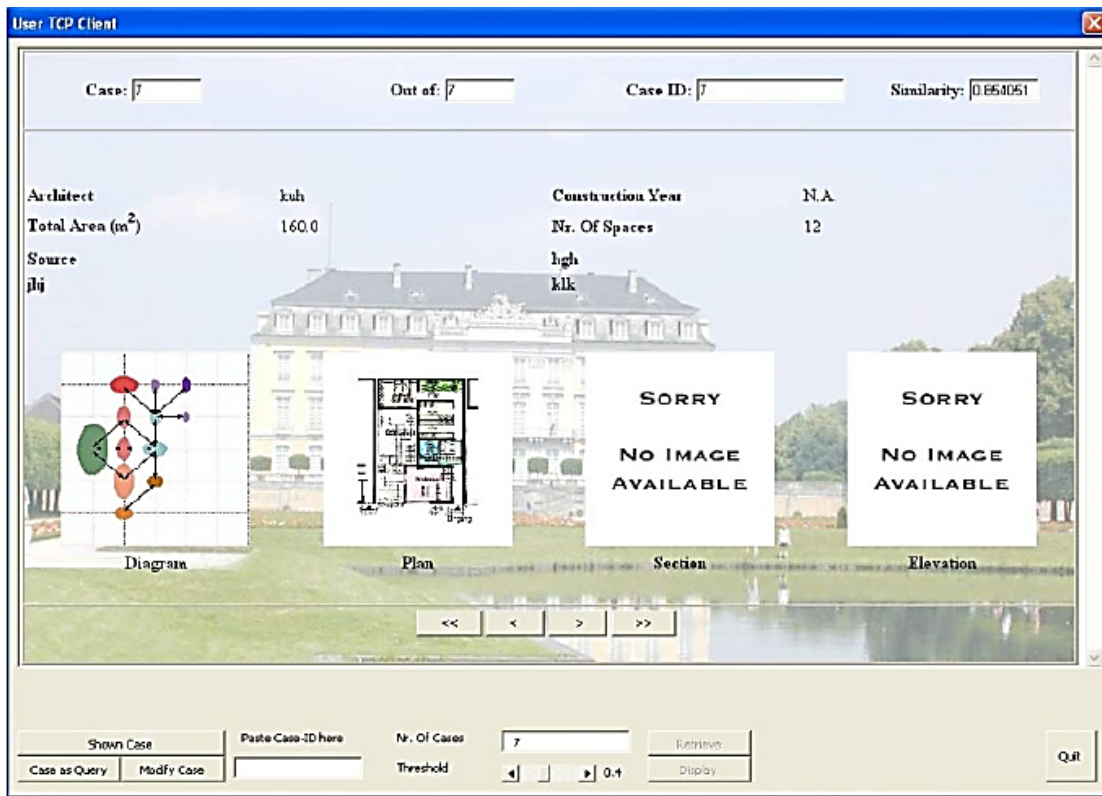 User TCP Client
Case: 7 Out of: 7 Case ID: 7 Similarity: 0.854051
Architect kuh Construction Year N.A.
Total Area (m²) 160.0 Nr. Of Spaces 12
Source hgh
jhj klk
SORRY SORRY
NO IMAGE NO IMAGE
AVAILABLE AVAILABLE
Diagram Plan Section Elevation
<< < > >>
Shown Case Paste Case-ID here Nr. Of Cases 7 Retrieve
Case as Query Modify Case Threshold 0.4 Display Quit